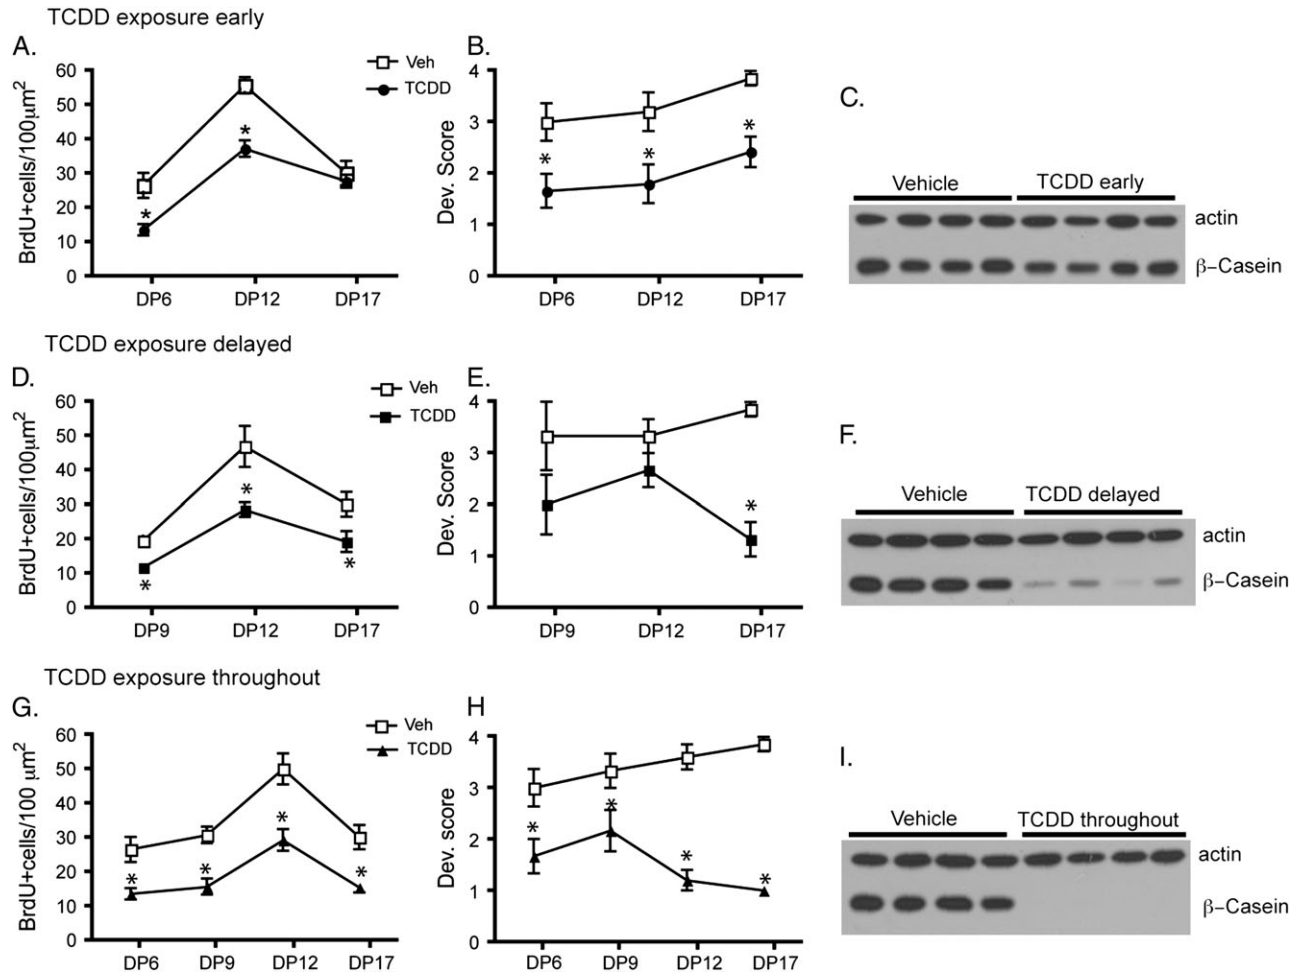 TCDD exposure early
A.
BrdU+cells/100µm²
60
50
40
30
20
10
0
Veh
TCDD
*
*
DP6
DP12
DP17
B.
Dev. Score
4
3
2
1
0
*
*
*
DP6
DP12
DP17
C.
Vehicle
TCDD early
actin
β–Casein
TCDD exposure delayed
D.
BrdU+cells/100µm²
60
50
40
30
20
10
0
Veh
TCDD
*
*
*
DP9
DP12
DP17
E.
Dev. Score
4
3
2
1
0
*
DP9
DP12
DP17
F.
Vehicle
TCDD delayed
actin
β–Casein
TCDD exposure throughout
G.
BrdU+cells/100 µm²
60
50
40
30
20
10
0
Veh
TCDD
*
*
*
*
DP6
DP9
DP12
DP17
H
Dev. score
4
3
2
1
0
*
*
*
*
DP6
DP9
DP12
DP17
I.
Vehicle
TCDD throughout
actin
β–Casein